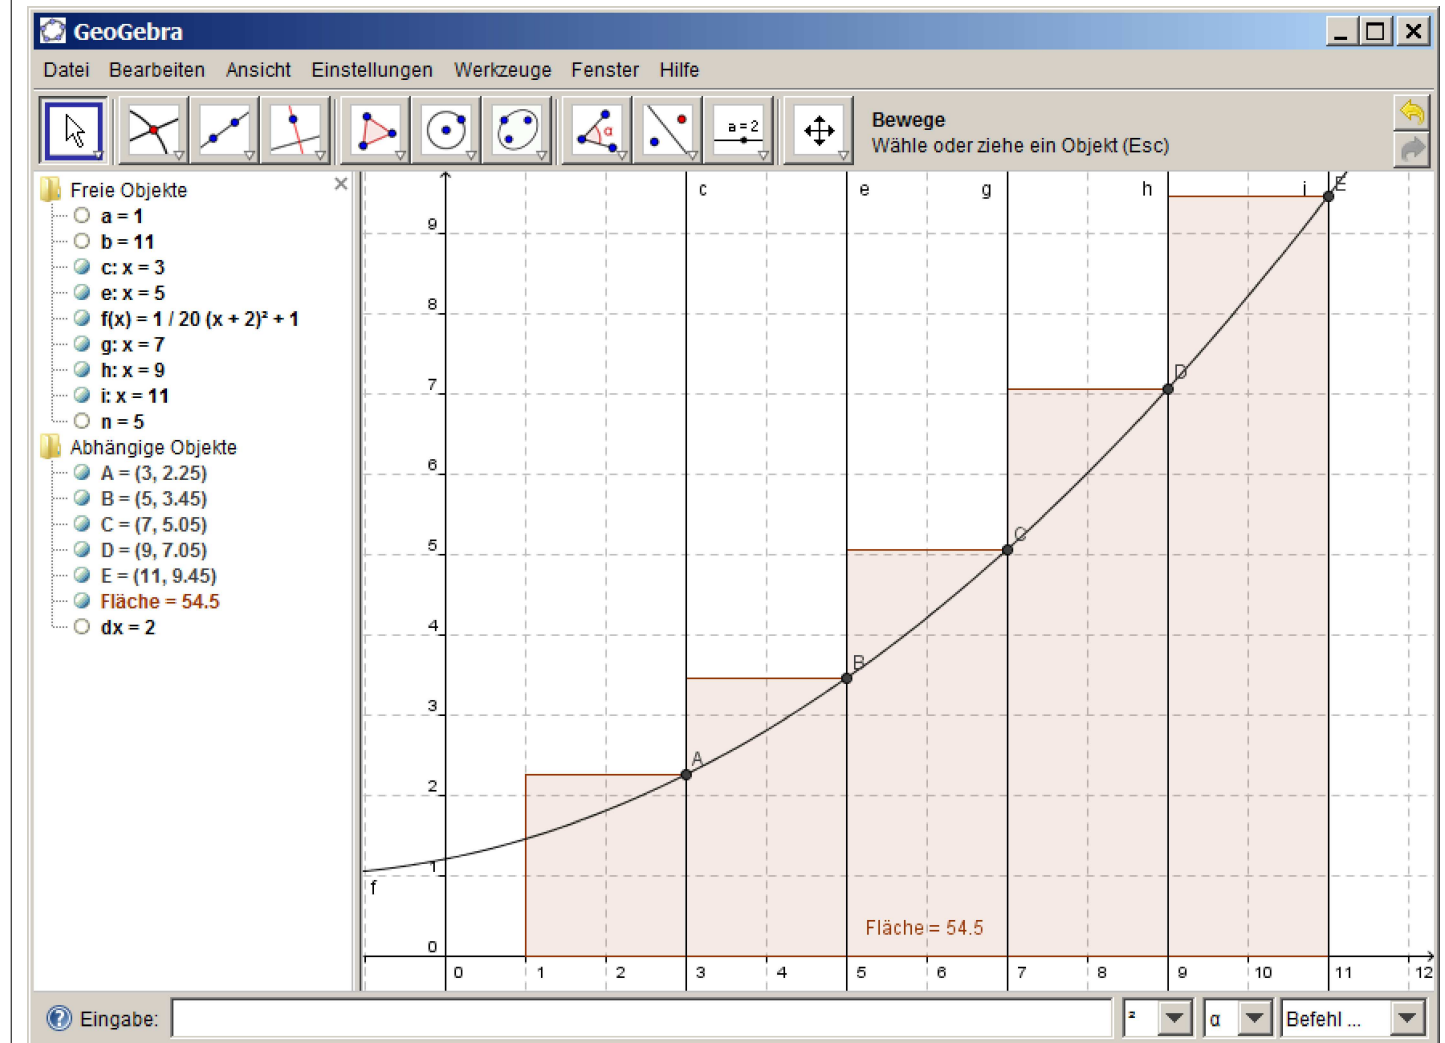 GeoGebra
Datei Bearbeiten Ansicht Einstellungen Werkzeuge Fenster Hilfe
α
a = 2
Bewege
Wähle oder ziehe ein Objekt (Esc)
Freie Objekte
a = 1
b = 11
c: x = 3
e: x = 5
f(x) = 1 / 20 (x + 2)² + 1
g: x = 7
h: x = 9
i: x = 11
n = 5
Abhängige Objekte
A = (3, 2.25)
B = (5, 3.45)
C = (7, 5.05)
D = (9, 7.05)
E = (11, 9.45)
Fläche = 54.5
dx = 2
c e g h i E
9
8
7
D
6
5
C
4
B
3
A
2
1
f
Fläche = 54.5
0
0 1 2 3 4 5 6 7 8 9 10 11 12
Eingabe:
² α Befehl ...